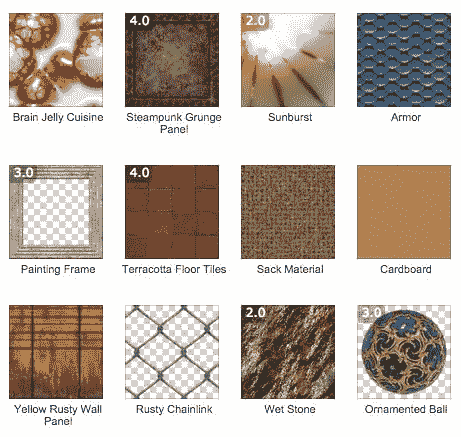 4.0
2.0
Brain Jelly Cuisine
Steampunk Grunge
Panel
Sunburst
Armor
3.0
4.0
Painting Frame
Terracotta Floor Tiles
Sack Material
Cardboard
2.0
3.0
Yellow Rusty Wall
Panel
Rusty Chainlink
Wet Stone
Ornamented Ball